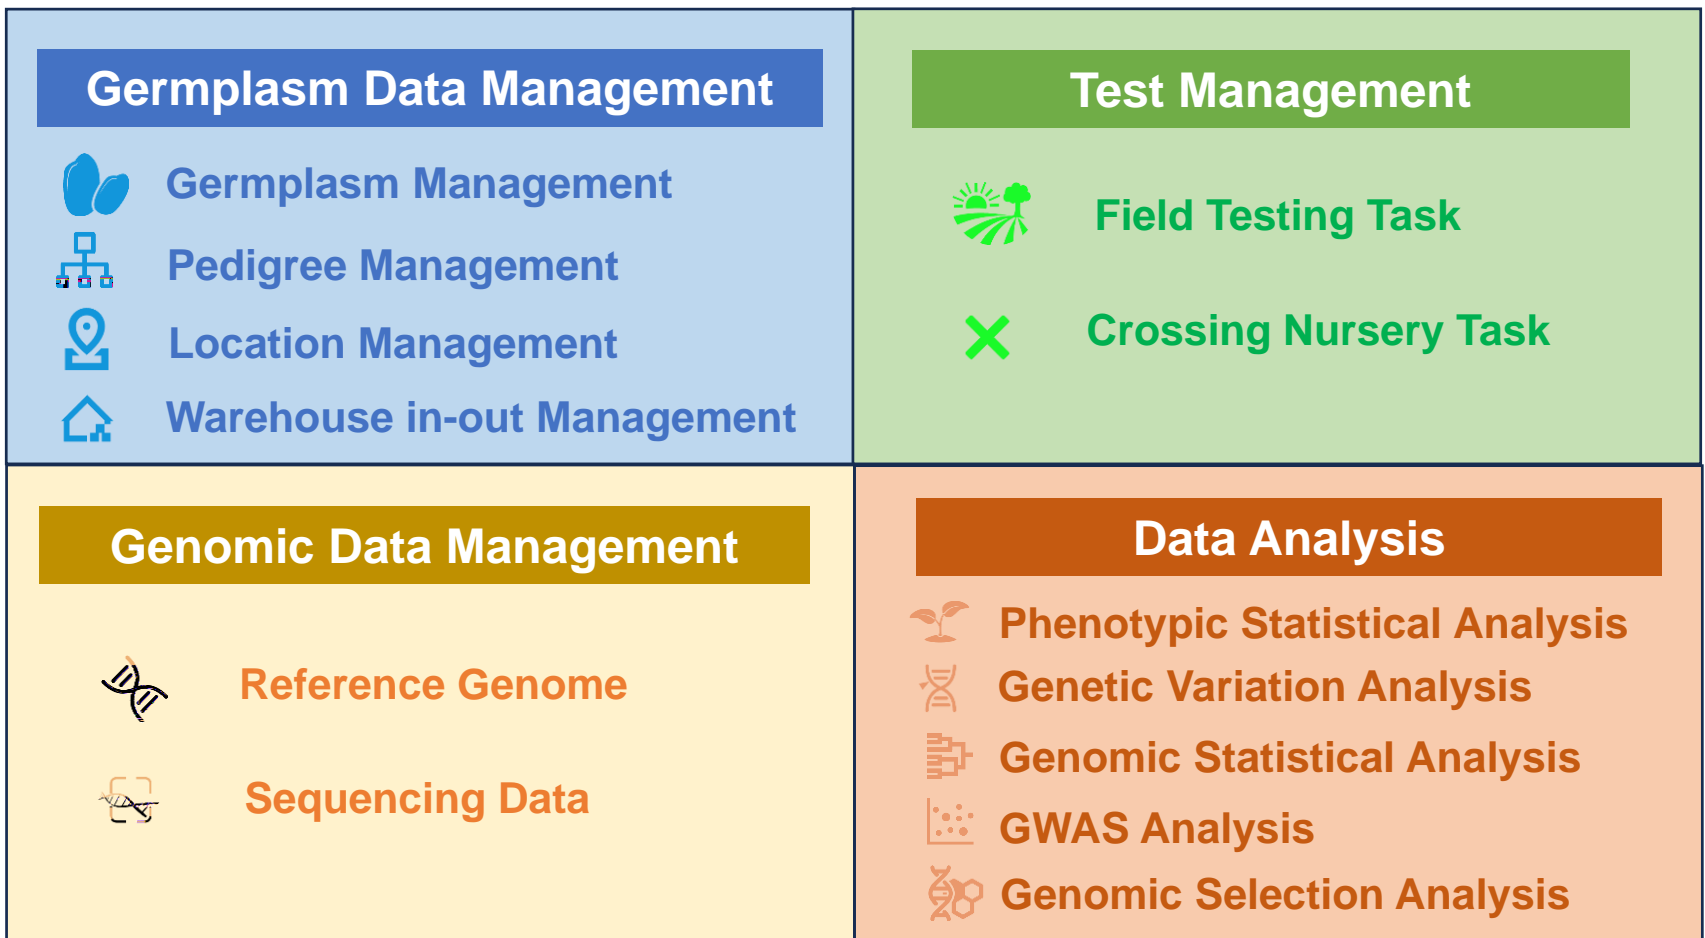 Germplasm Data Management
Germplasm Management
Pedigree Management
Location Management
Warehouse in-out Management
Test Management
Field Testing Task
Crossing Nursery Task
Genomic Data Management
Reference Genome
Sequencing Data
Data Analysis
Phenotypic Statistical Analysis
Genetic Variation Analysis
Genomic Statistical Analysis
GWAS Analysis
Genomic Selection Analysis